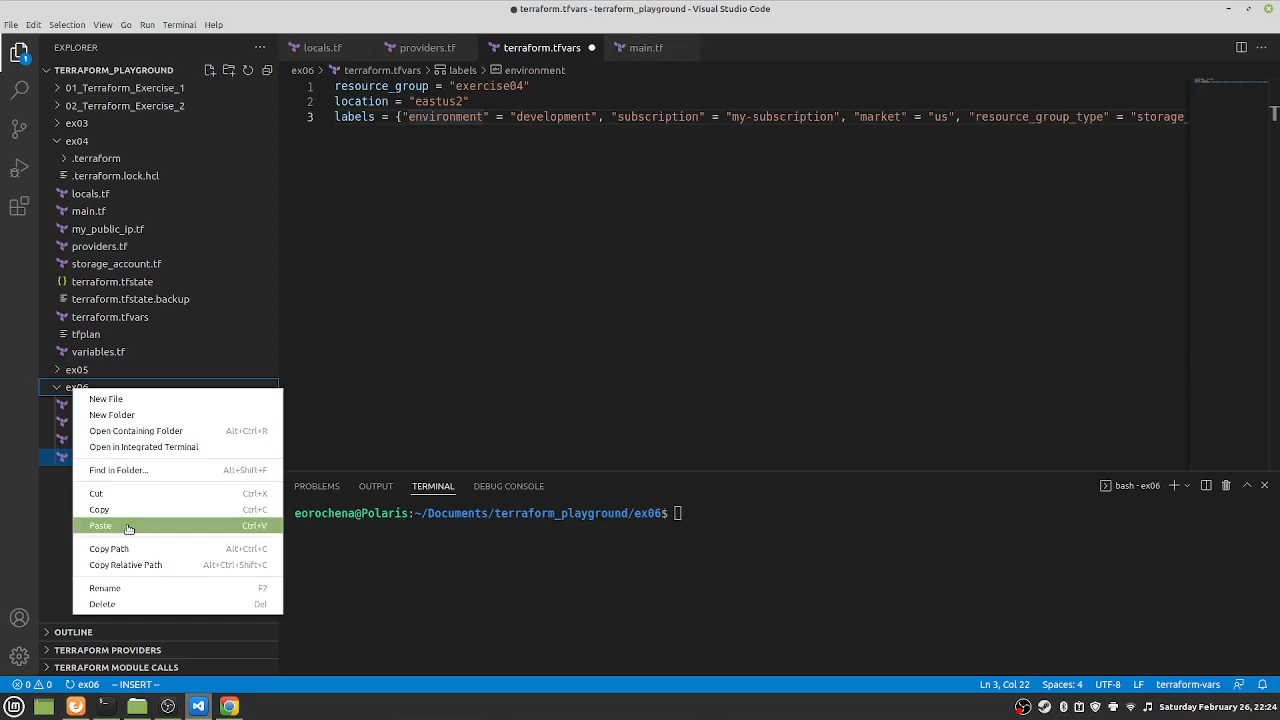 terraform.tfvars - terraform_playground - Visual Studio Code
File Edit Selection View Go Run Terminal Help
EXPLORER
locals.tf providers.tf terraform.tfvars main.tf
TERRAFORM_PLAYGROUND
ex06 > terraform.tfvars > labels > environment
01_Terraform_Exercise_1
02_Terraform_Exercise_2
ex03
ex04
.terraform
.terraform.lock.hcl
locals.tf
main.tf
my_public_ip.tf
providers.tf
storage_account.tf
terraform.tfstate
terraform.tfstate.backup
terraform.tfvars
tfplan
variables.tf
ex05
ex06
1 resource_group = "exercise04"
2 location = "eastus2"
3 labels = {"environment" = "development", "subscription" = "my-subscription", "market" = "us", "resource_group_type" = "storage_
New File
New Folder
Open Containing Folder Alt+Ctrl+R
Open in Integrated Terminal
Find in Folder... Alt+Shift+F
Cut Ctrl+X
Copy Ctrl+C
Paste Ctrl+V
Copy Path Alt+Ctrl+C
Copy Relative Path Alt+Ctrl+Shift+C
Rename F2
Delete Del
PROBLEMS OUTPUT TERMINAL DEBUG CONSOLE
bash - ex06
eorochena@Polaris:~/Documents/terraform_playground/ex06$
OUTLINE
TERRAFORM PROVIDERS
TERRAFORM MODULE CALLS
0 0 ex06 -- INSERT -- Ln 3, Col 22 Spaces: 4 UTF-8 LF terraform-vars
Saturday February 26, 22:24
1